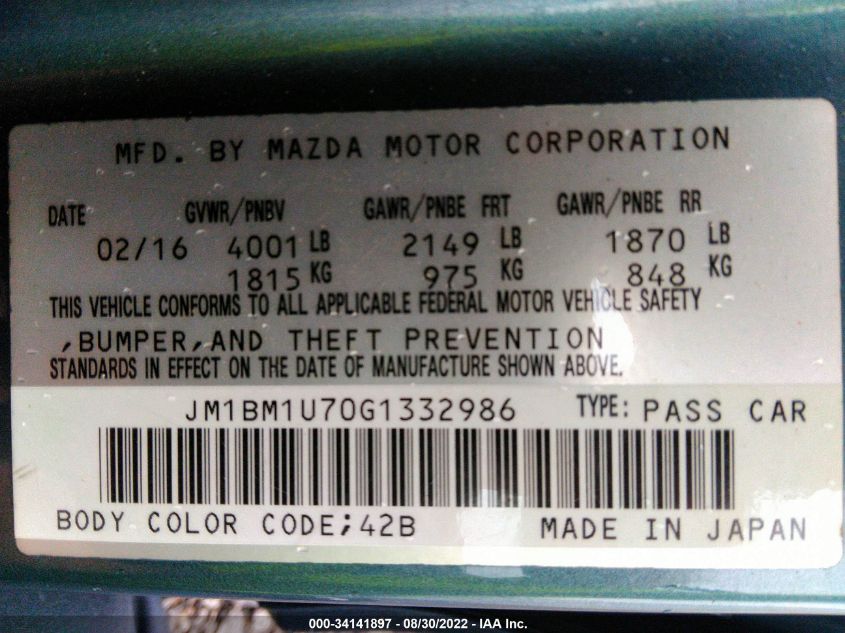 MFD. BY MAZDA MOTOR CORPORATION
DATE GVWR/PNBV GAWR/PNBE FRT GAWR/PNBE RR
02/16 4001 LB 2149 LB 1870 LB
1815 KG 975 KG 848 KG
THIS VEHICLE CONFORMS TO ALL APPLICABLE FEDERAL MOTOR VEHICLE SAFETY
,BUMPER,AND THEFT PREVENTION
STANDARDS IN EFFECT ON THE DATE OF MANUFACTURE SHOWN ABOVE.
JM1BM1U70G1332986 TYPE: PASS CAR
BODY COLOR CODE;42B MADE IN JAPAN
000-34141897 - 08/30/2022 - IAA Inc.